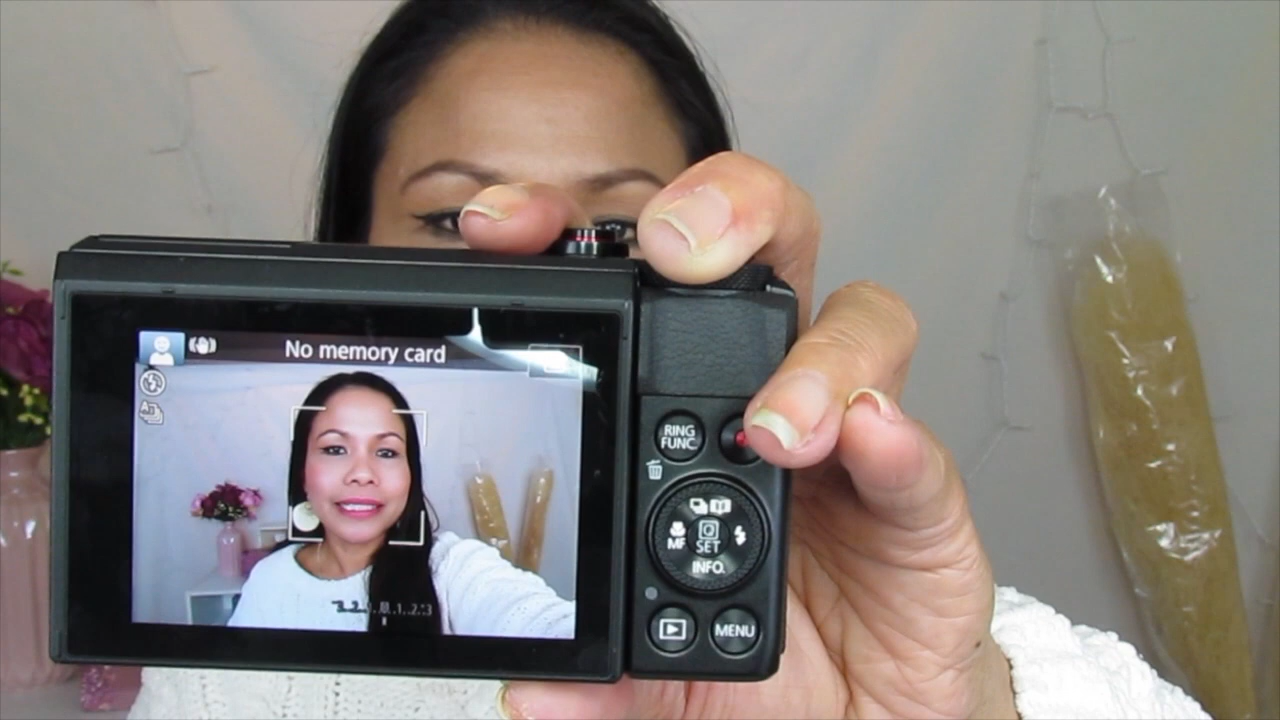 No memory card
RING
FUNC.
MF
SET
INFO.
MENU